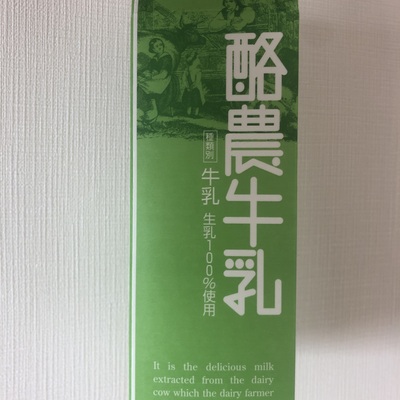 酪農牛乳
種類別
牛乳 生乳100%使用
It is the delicious milk
extracted from the dairy
cow which the dairy farmer